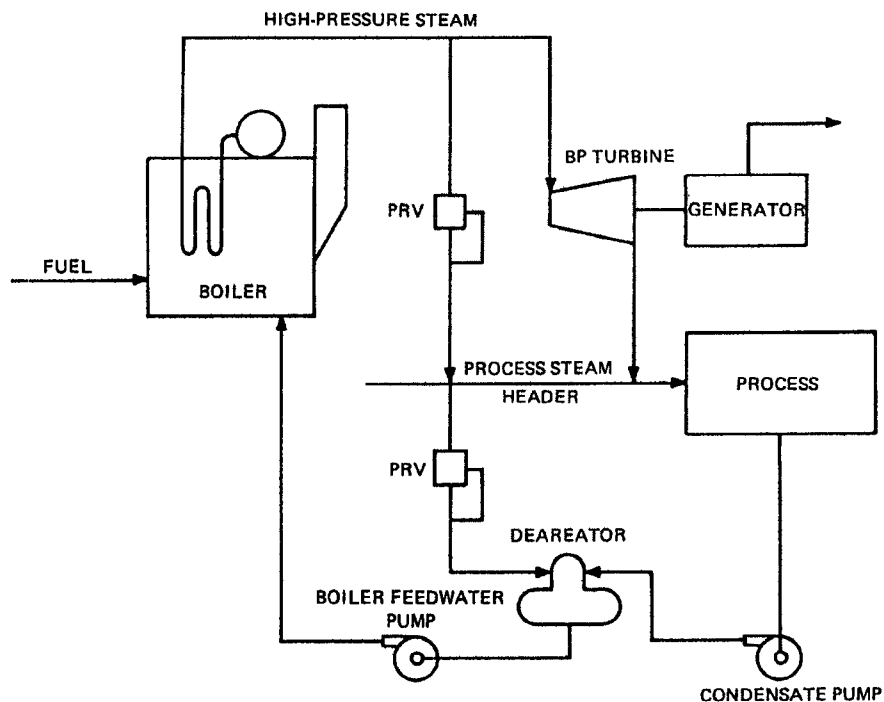 HIGH-PRESSURE STEAM
BP TURBINE
GENERATOR
PRV
FUEL
BOILER
PROCESS STEAM
HEADER
PROCESS
PRV
DEAREATOR
BOILER FEEDWATER
PUMP
CONDENSATE PUMP